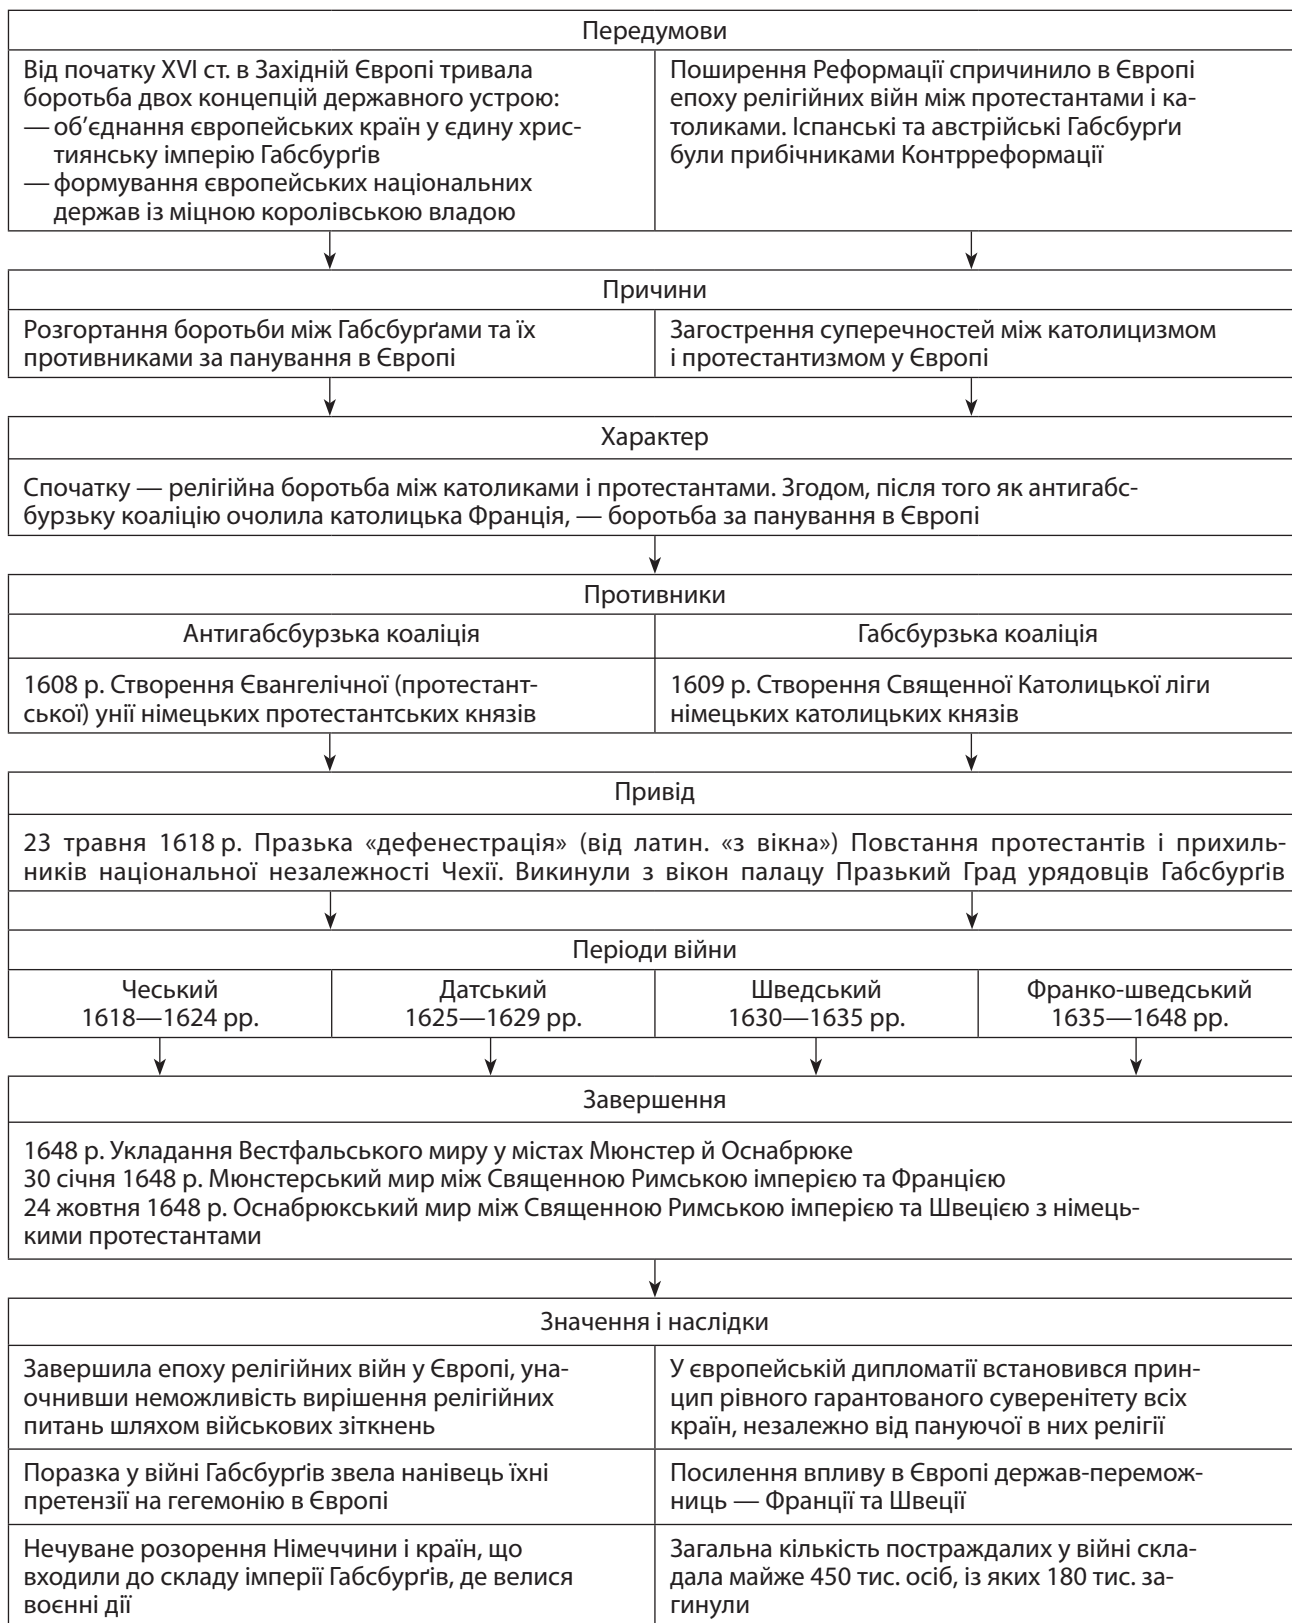 Передумови
Від початку XVI ст. в Західній Європі тривала
боротьба двох концепцій державного устрою:
— об’єднання європейських країн у єдину хрис-
тиянську імперію Габсбурґів
— формування європейських національних
держав із міцною королівською владою
Поширення Реформації спричинило в Європі
епоху релігійних війн між протестантами і ка-
толиками. Іспанські та австрійські Габсбурґи
були прибічниками Контрреформації
Причини
Розгортання боротьби між Габсбурґами та їх
противниками за панування в Європі
Загострення суперечностей між католицизмом
і протестантизмом у Європі
Характер
Спочатку — релігійна боротьба між католиками і протестантами. Згодом, після того як антигабс-
бурзьку коаліцію очолила католицька Франція, — боротьба за панування в Європі
Противники
Антигабсбурзька коаліція
Габсбурзька коаліція
1608 р. Створення Євангелічної (протестант-
ської) унії німецьких протестантських князів
1609 р. Створення Священної Католицької ліги
німецьких католицьких князів
Привід
23 травня 1618 р. Празька «дефенестрація» (від латин. «з вікна») Повстання протестантів і прихиль-
ників національної незалежності Чехії. Викинули з вікон палацу Празький Град урядовців Габсбурґів
Періоди війни
Чеський
1618—1624 рр.
Датський
1625—1629 рр.
Шведський
1630—1635 рр.
Франко-шведський
1635—1648 рр.
Завершення
1648 р. Укладання Вестфальського миру у містах Мюнстер й Оснабрюке
30 січня 1648 р. Мюнстерський мир між Священною Римською імперією та Францією
24 жовтня 1648 р. Оснабрюкський мир між Священною Римською імперією та Швецією з німець-
кими протестантами
Значення і наслідки
Завершила епоху релігійних війн у Європі, уна-
очнивши неможливість вирішення релігійних
питань шляхом військових зіткнень
У європейській дипломатії встановився прин-
цип рівного гарантованого суверенітету всіх
країн, незалежно від пануючої в них релігії
Поразка у війні Габсбурґів звела нанівець їхні
претензії на гегемонію в Європі
Посилення впливу в Європі держав-перемож-
ниць — Франції та Швеції
Нечуване розорення Німеччини і країн, що
входили до складу імперії Габсбурґів, де велися
воєнні дії
Загальна кількість постраждалих у війні скла-
дала майже 450 тис. осіб, із яких 180 тис. за-
гинули